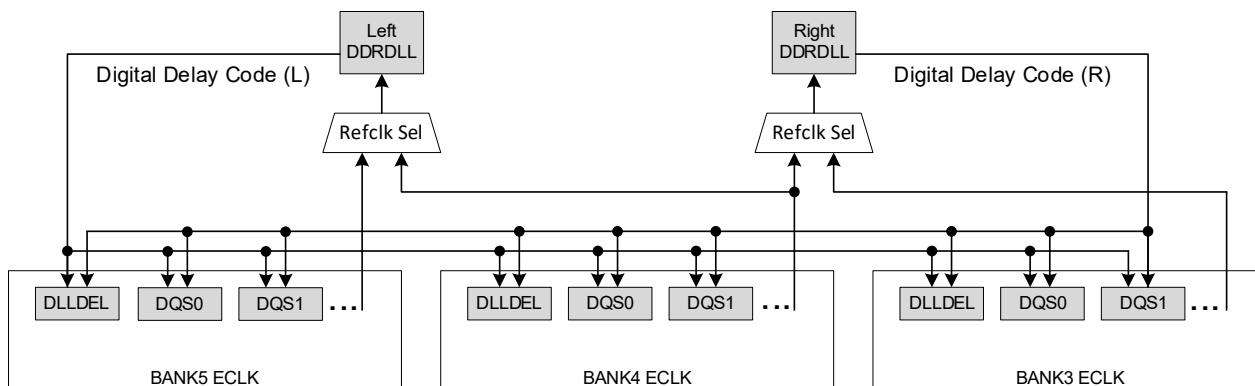 Left
DDRDLL
Right
DDRDLL
Digital Delay Code (L)
Digital Delay Code (R)
Refclk Sel
Refclk Sel
DLLDEL
DQS0
DQS1
...
DLLDEL
DQS0
DQS1
...
DLLDEL
DQS0
DQS1
...
BANK5 ECLK
BANK4 ECLK
BANK3 ECLK